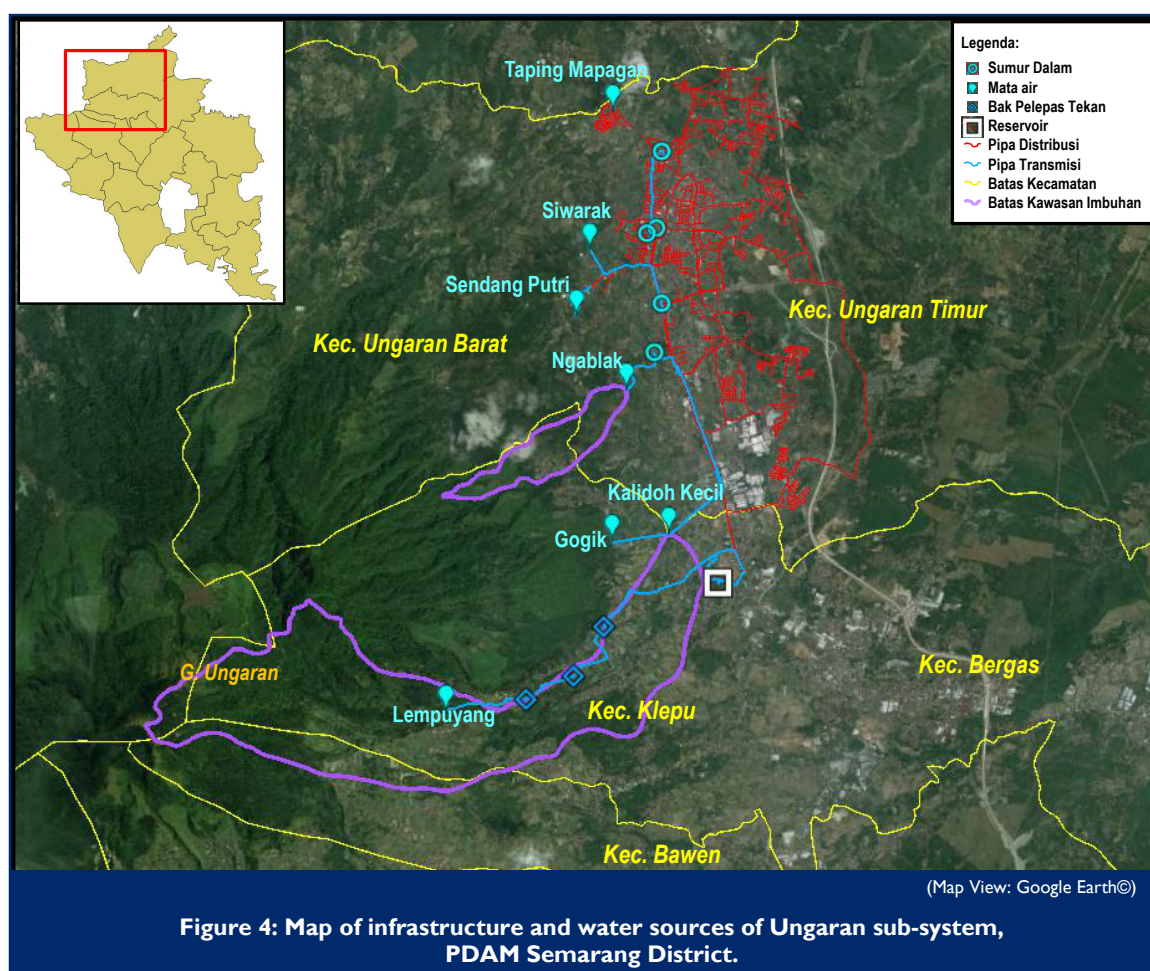 Legenda:
Sumur Dalam
Mata air
Bak Pelepas Tekan
Reservoir
Pipa Distribusi
Pipa Transmisi
Batas Kecamatan
Batas Kawasan Imbuhan
Taping Mapagan
Siwarak
Sendang Putri
Kec. Ungaran Timur
Kec. Ungaran Barat
Ngablak
Kalidoh Kecil
Gogik
G. Ungaran
Kec. Bergas
Lempuyang
Kec. Klepu
Kec. Bawen
(Map View: Google Earth©)
Figure 4: Map of infrastructure and water sources of Ungaran sub-system,
PDAM Semarang District.